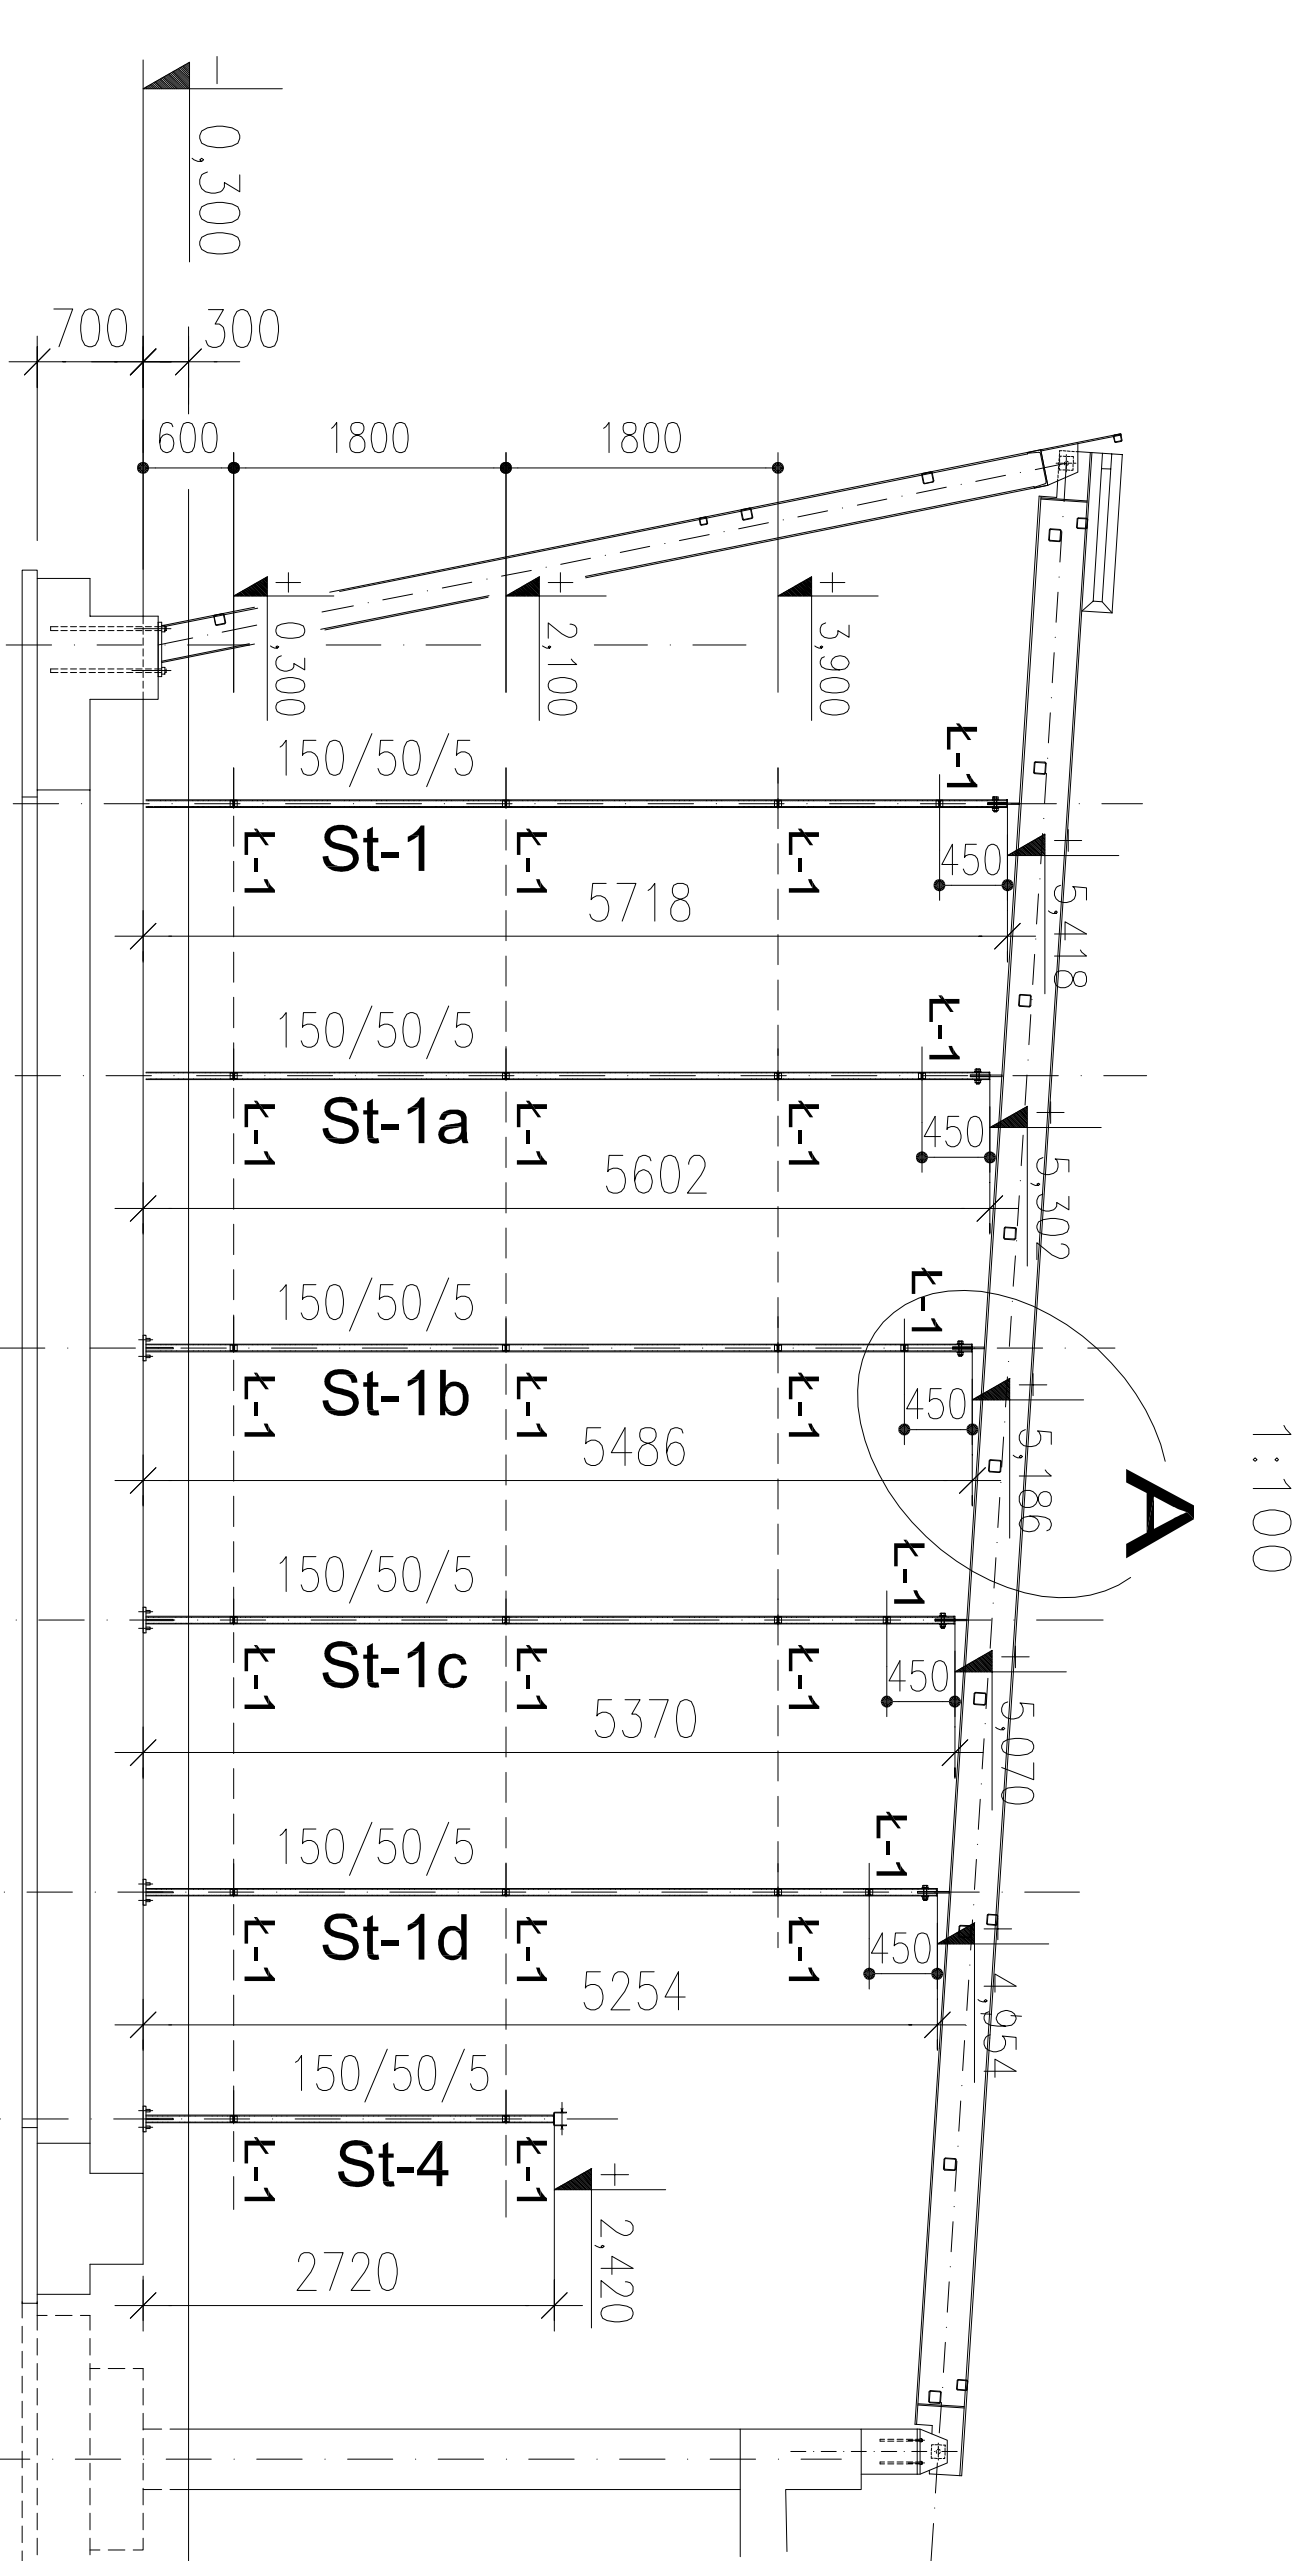 1:100
A
0,300
700
300
600
1800
1800
+
0,300
+
2,100
+
3,900
150/50/5
Ł-1
St-1
Ł-1
Ł-1
Ł-1
450
+
5,418
5718
150/50/5
Ł-1
St-1a
Ł-1
Ł-1
Ł-1
450
+
5,302
5602
150/50/5
Ł-1
St-1b
Ł-1
Ł-1
Ł-1
450
+
5,186
5486
150/50/5
Ł-1
St-1c
Ł-1
Ł-1
Ł-1
450
+
5,070
5370
150/50/5
Ł-1
St-1d
Ł-1
Ł-1
Ł-1
450
+
4,954
5254
150/50/5
Ł-1
St-4
Ł-1
+
2,420
2720